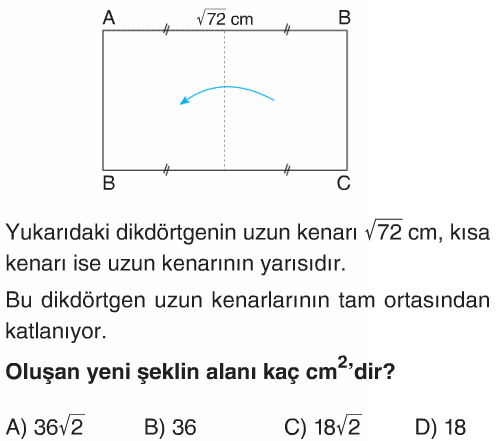 A √72 cm B
B C
Yukarıdaki dikdörtgenin uzun kenarı √72 cm, kısa
kenarı ise uzun kenarının yarısıdır.
Bu dikdörtgen uzun kenarlarının tam ortasından
katlanıyor.
Oluşan yeni şeklin alanı kaç cm²’dir?
A) 36√2 B) 36 C) 18√2 D) 18